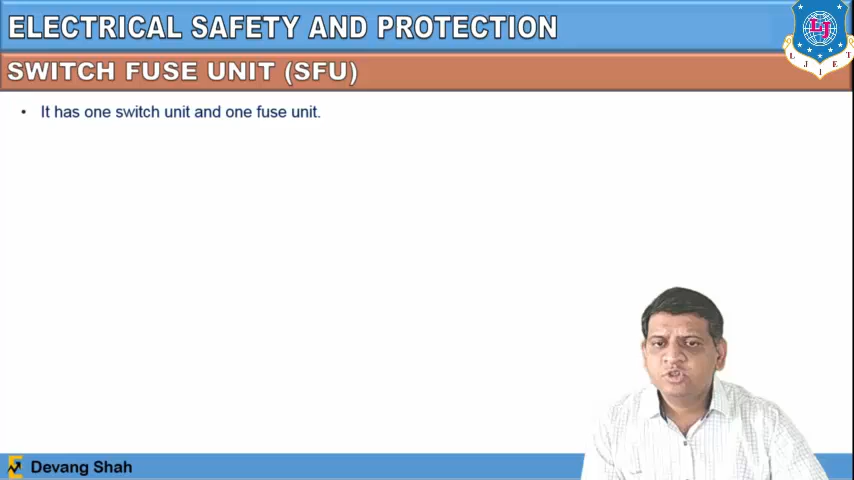 ELECTRICAL SAFETY AND PROTECTION
SWITCH FUSE UNIT (SFU)
• It has one switch unit and one fuse unit.
LJ
L J I E T
Devang Shah